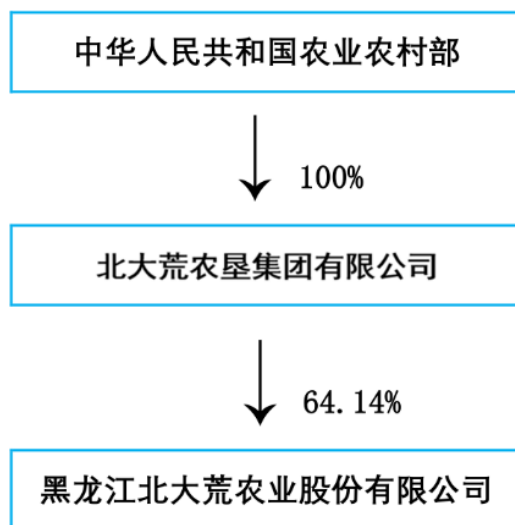 中华人民共和国农业农村部
100%
北大荒农垦集团有限公司
64.14%
黑龙江北大荒农业股份有限公司